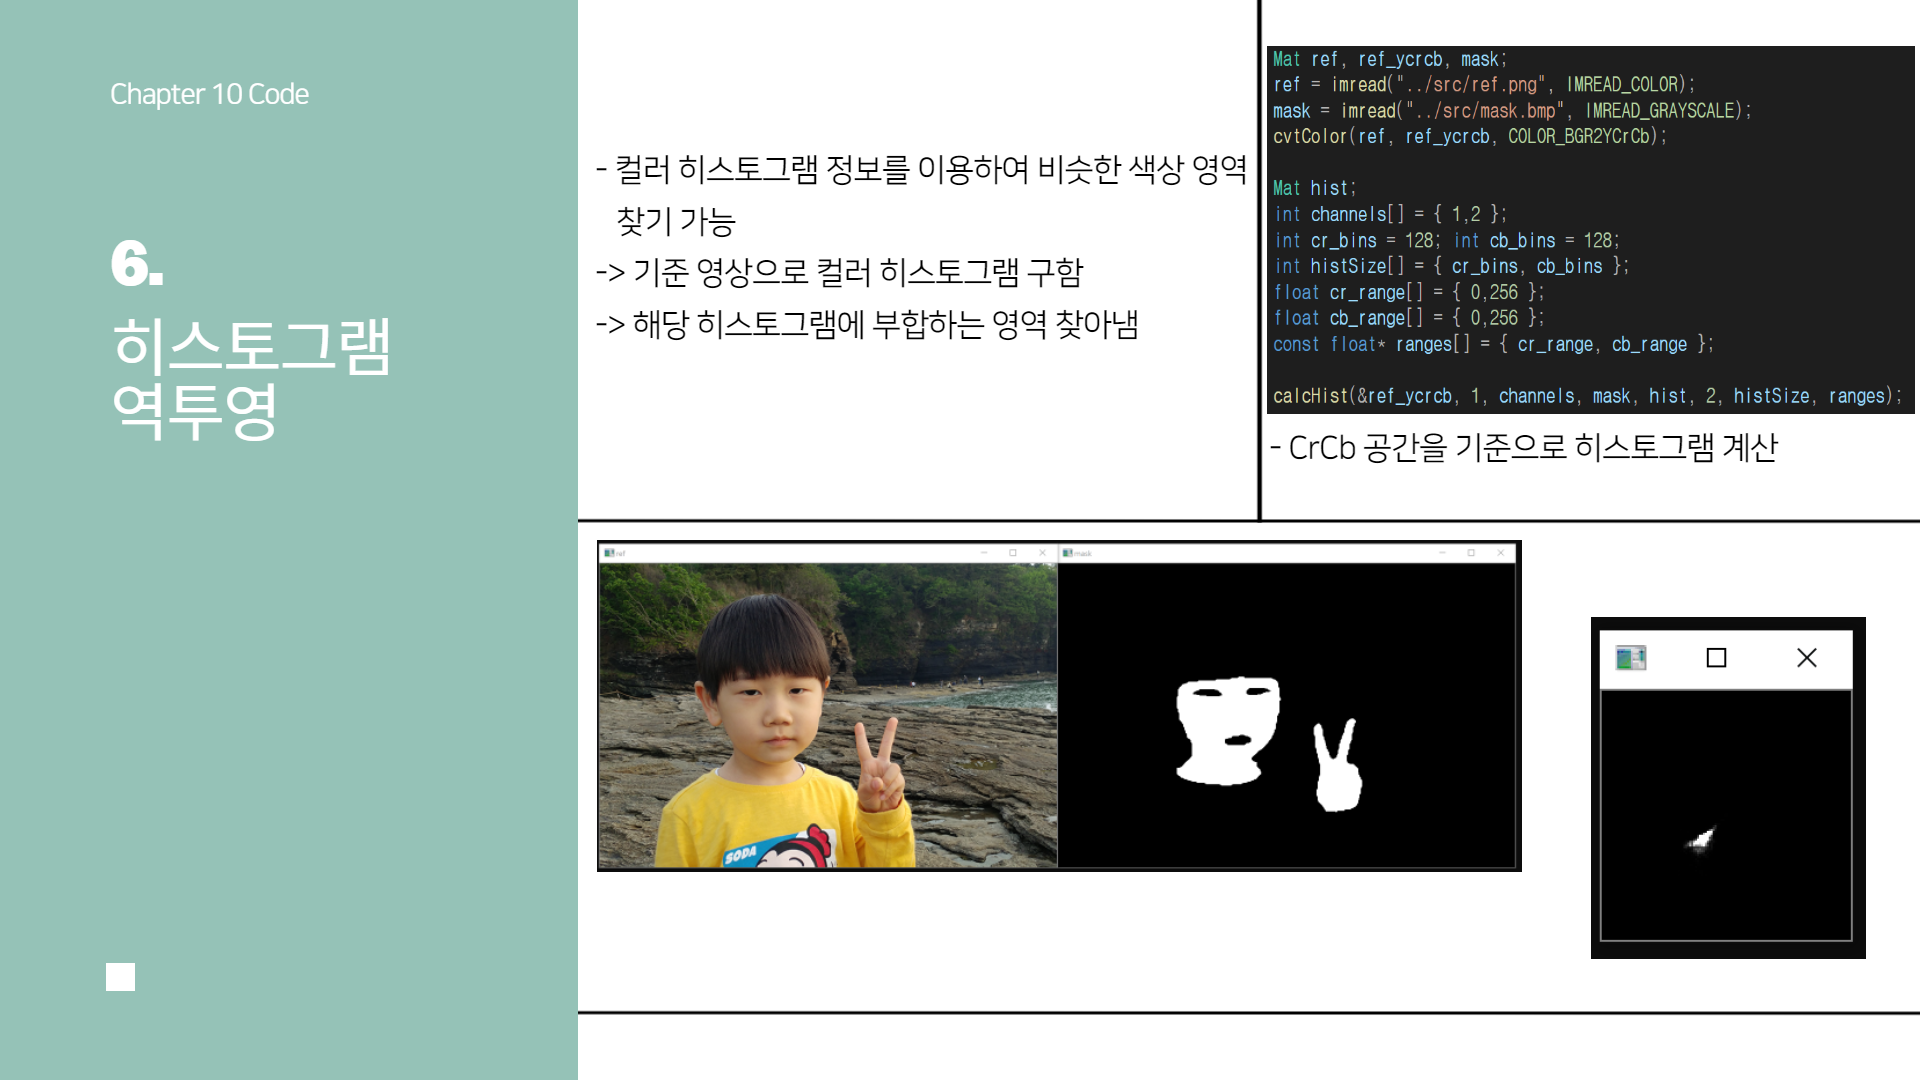 Chapter 10 Code
6.
히스토그램
역투영
- 컬러 히스토그램 정보를 이용하여 비슷한 색상 영역
찾기 가능
-> 기준 영상으로 컬러 히스토그램 구함
-> 해당 히스토그램에 부합하는 영역 찾아냄
Mat ref, ref_ycrcb, mask;
ref = imread("../src/ref.png", IMREAD_COLOR);
mask = imread("../src/mask.bmp", IMREAD_GRAYSCALE);
cvtColor(ref, ref_ycrcb, COLOR_BGR2YCrCb);
Mat hist;
int channels[] = { 1,2 };
int cr_bins = 128; int cb_bins = 128;
int histSize[] = { cr_bins, cb_bins };
float cr_range[] = { 0,256 };
float cb_range[] = { 0,256 };
const float* ranges[] = { cr_range, cb_range };
calcHist(&ref_ycrcb, 1, channels, mask, hist, 2, histSize, ranges);
- CrCb 공간을 기준으로 히스토그램 계산
ref
mask
SODA